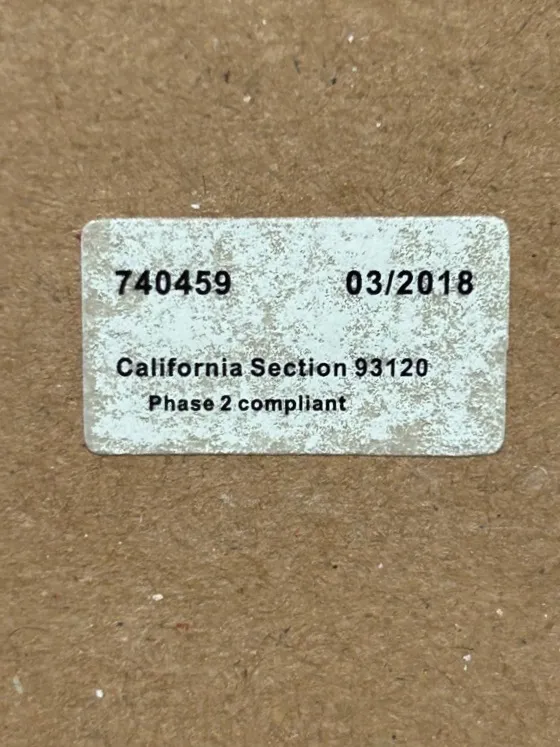 740459 03/2018
California Section 93120
Phase 2 compliant